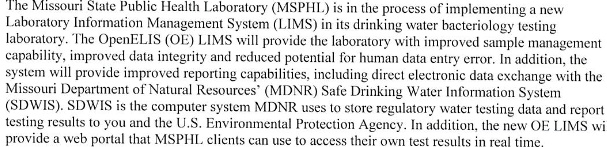 The Missouri State Public Health Laboratory (MSPHL) is in the process of implementing a new
Laboratory Information Management System (LIMS) in its drinking water bacteriology testing
laboratory. The OpenELIS (OE) LIMS will provide the laboratory with improved sample management
capability, improved data integrity and reduced potential for human data entry error. In addition, the
system will provide improved reporting capabilities, including direct electronic data exchange with the
Missouri Department of Natural Resources' (MDNR) Safe Drinking Water Information System
(SDWIS). SDWIS is the computer system MDNR uses to store regulatory water testing data and report
testing results to you and the U.S. Environmental Protection Agency. In addition, the new OE LIMS wi
provide a web portal that MSPHL clients can use to access their own test results in real time.